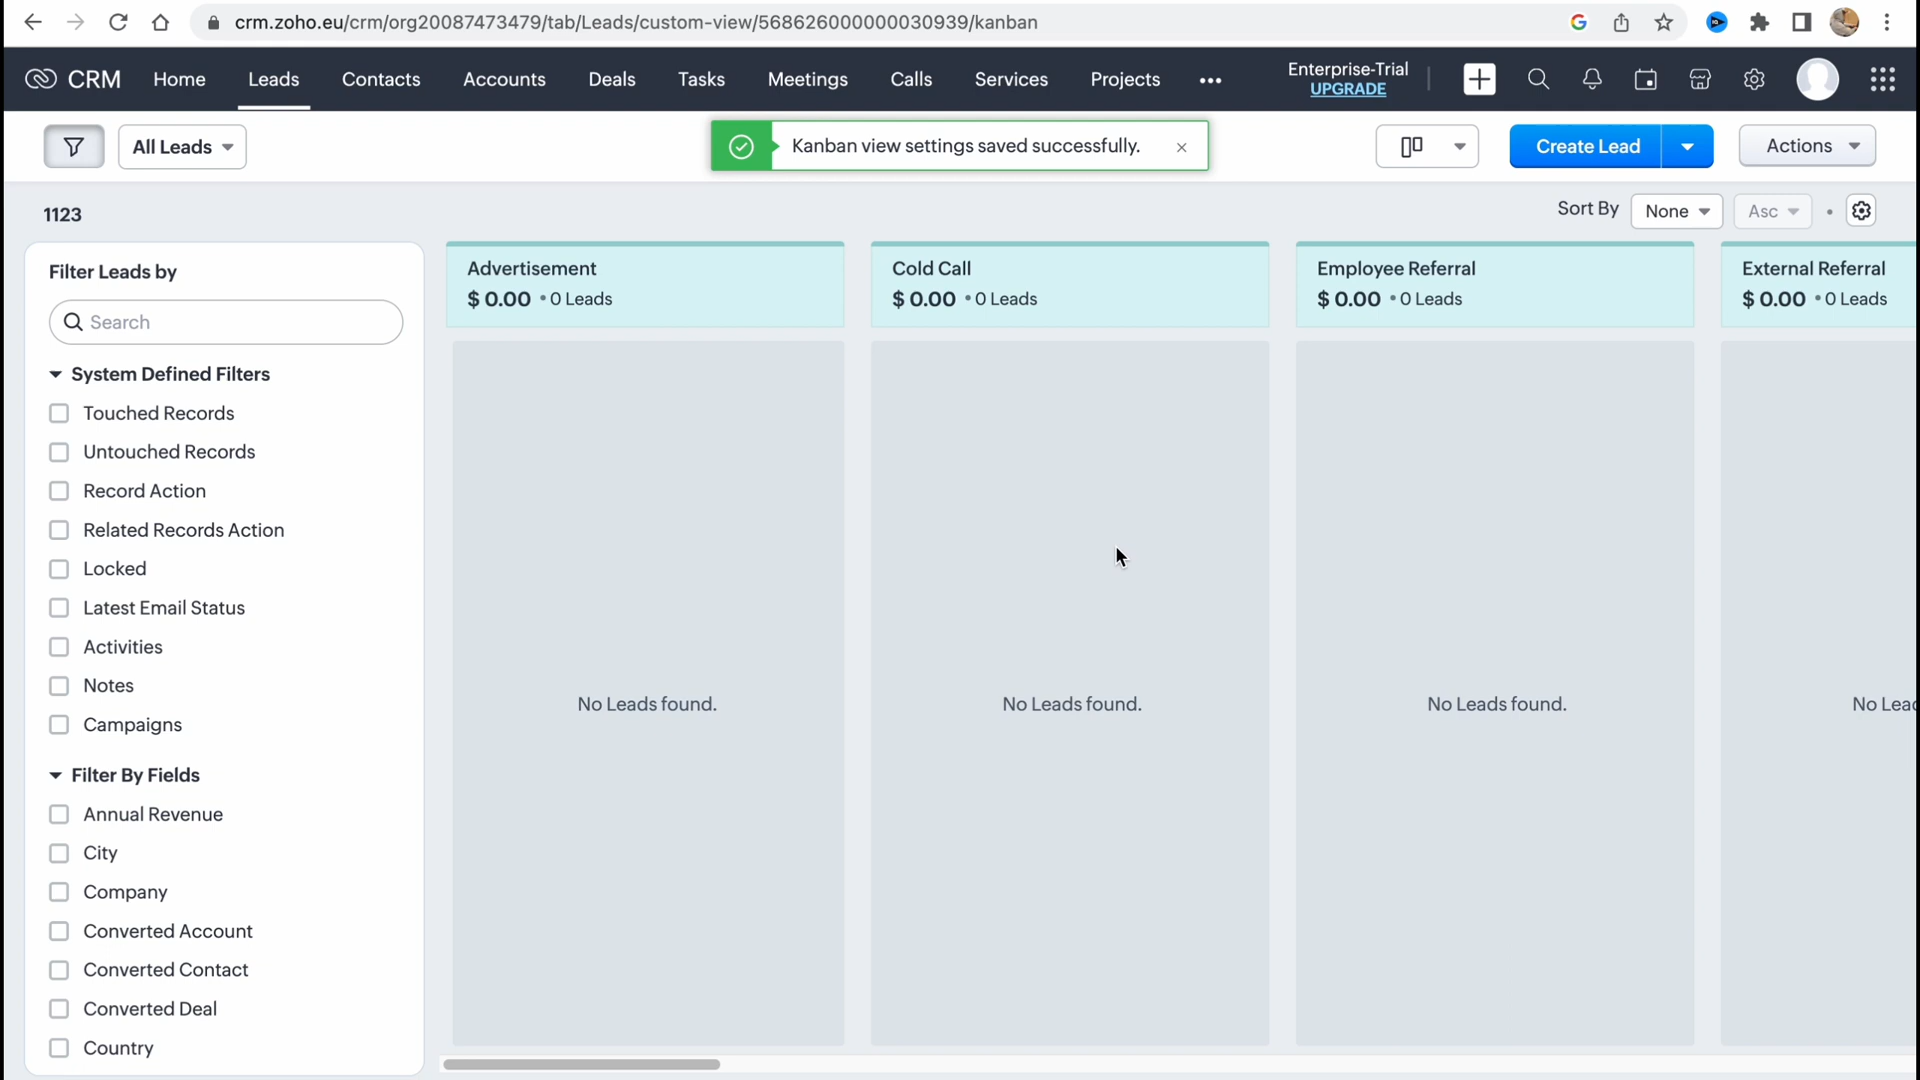 crm.zoho.eu/crm/org20087473479/tab/Leads/custom-view/568626000000030939/kanban
CRM Home Leads Contacts Accounts Deals Tasks Meetings Calls Services Projects ••• Enterprise-Trial
UPGRADE
All Leads
Kanban view settings saved successfully.
Create Lead
Actions
1123
Sort By None Asc
Filter Leads by
Search
System Defined Filters
Touched Records
Untouched Records
Record Action
Related Records Action
Locked
Latest Email Status
Activities
Notes
Campaigns
Filter By Fields
Annual Revenue
City
Company
Converted Account
Converted Contact
Converted Deal
Country
Advertisement
$ 0.00 • 0 Leads
No Leads found.
Cold Call
$ 0.00 • 0 Leads
No Leads found.
Employee Referral
$ 0.00 • 0 Leads
No Leads found.
External Referral
$ 0.00 • 0 Leads
No Leac